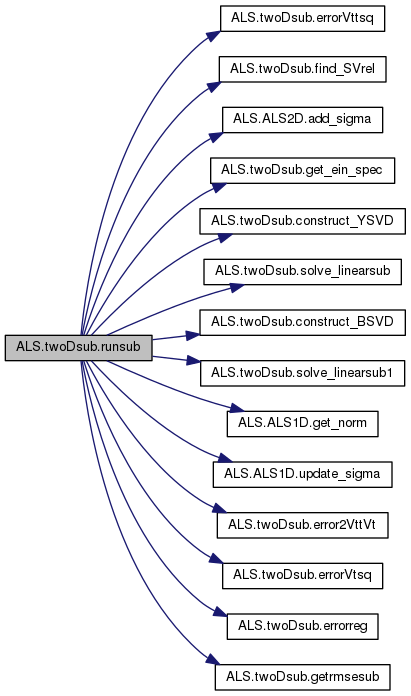 ALS.twoDsub.errorVttsq
ALS.twoDsub.find_SVrel
ALS.ALS2D.add_sigma
ALS.twoDsub.get_ein_spec
ALS.twoDsub.construct_YSVD
ALS.twoDsub.solve_linearsub
ALS.twoDsub.runsub
ALS.twoDsub.construct_BSVD
ALS.twoDsub.solve_linearsub1
ALS.ALS1D.get_norm
ALS.ALS1D.update_sigma
ALS.twoDsub.error2VttVt
ALS.twoDsub.errorVtsq
ALS.twoDsub.errorreg
ALS.twoDsub.getrmsesub